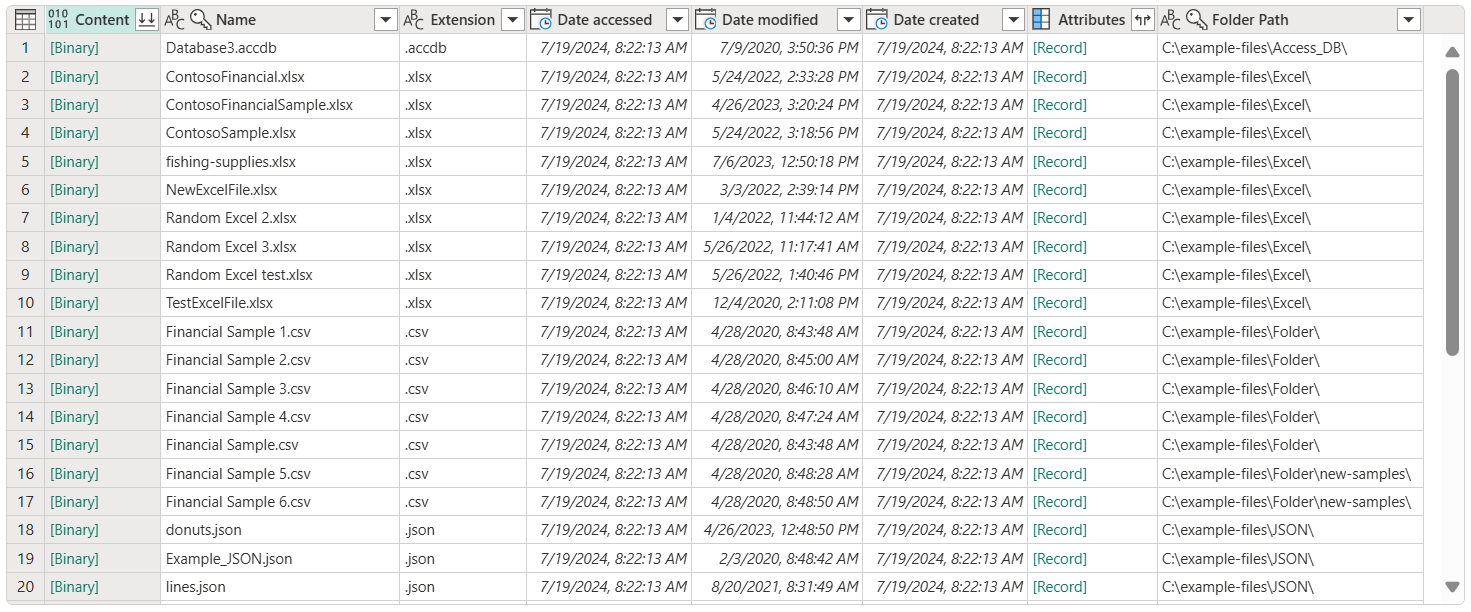 010 101 Content ABC Name ABC Extension Date accessed Date modified Date created Attributes ABC Folder Path
1 [Binary] Database3.accdb .accdb 7/19/2024, 8:22:13 AM 7/9/2020, 3:50:36 PM 7/19/2024, 8:22:13 AM [Record] C:\example-files\Access_DB\
2 [Binary] ContosoFinancial.xlsx .xlsx 7/19/2024, 8:22:13 AM 5/24/2022, 2:33:28 PM 7/19/2024, 8:22:13 AM [Record] C:\example-files\Excel\
3 [Binary] ContosoFinancialSample.xlsx .xlsx 7/19/2024, 8:22:13 AM 4/26/2023, 3:20:24 PM 7/19/2024, 8:22:13 AM [Record] C:\example-files\Excel\
4 [Binary] ContosoSample.xlsx .xlsx 7/19/2024, 8:22:13 AM 5/24/2022, 3:18:56 PM 7/19/2024, 8:22:13 AM [Record] C:\example-files\Excel\
5 [Binary] fishing-supplies.xlsx .xlsx 7/19/2024, 8:22:13 AM 7/6/2023, 12:50:18 PM 7/19/2024, 8:22:13 AM [Record] C:\example-files\Excel\
6 [Binary] NewExcelFile.xlsx .xlsx 7/19/2024, 8:22:13 AM 3/3/2022, 2:39:14 PM 7/19/2024, 8:22:13 AM [Record] C:\example-files\Excel\
7 [Binary] Random Excel 2.xlsx .xlsx 7/19/2024, 8:22:13 AM 1/4/2022, 11:44:12 AM 7/19/2024, 8:22:13 AM [Record] C:\example-files\Excel\
8 [Binary] Random Excel 3.xlsx .xlsx 7/19/2024, 8:22:13 AM 5/26/2022, 11:17:41 AM 7/19/2024, 8:22:13 AM [Record] C:\example-files\Excel\
9 [Binary] Random Excel test.xlsx .xlsx 7/19/2024, 8:22:13 AM 5/26/2022, 1:40:46 PM 7/19/2024, 8:22:13 AM [Record] C:\example-files\Excel\
10 [Binary] TestExcelFile.xlsx .xlsx 7/19/2024, 8:22:13 AM 12/4/2020, 2:11:08 PM 7/19/2024, 8:22:13 AM [Record] C:\example-files\Excel\
11 [Binary] Financial Sample 1.csv .csv 7/19/2024, 8:22:13 AM 4/28/2020, 8:43:48 AM 7/19/2024, 8:22:13 AM [Record] C:\example-files\Folder\
12 [Binary] Financial Sample 2.csv .csv 7/19/2024, 8:22:13 AM 4/28/2020, 8:45:00 AM 7/19/2024, 8:22:13 AM [Record] C:\example-files\Folder\
13 [Binary] Financial Sample 3.csv .csv 7/19/2024, 8:22:13 AM 4/28/2020, 8:46:10 AM 7/19/2024, 8:22:13 AM [Record] C:\example-files\Folder\
14 [Binary] Financial Sample 4.csv .csv 7/19/2024, 8:22:13 AM 4/28/2020, 8:47:24 AM 7/19/2024, 8:22:13 AM [Record] C:\example-files\Folder\
15 [Binary] Financial Sample.csv .csv 7/19/2024, 8:22:13 AM 4/28/2020, 8:43:48 AM 7/19/2024, 8:22:13 AM [Record] C:\example-files\Folder\
16 [Binary] Financial Sample 5.csv .csv 7/19/2024, 8:22:13 AM 4/28/2020, 8:48:28 AM 7/19/2024, 8:22:13 AM [Record] C:\example-files\Folder\new-samples\
17 [Binary] Financial Sample 6.csv .csv 7/19/2024, 8:22:13 AM 4/28/2020, 8:48:50 AM 7/19/2024, 8:22:13 AM [Record] C:\example-files\Folder\new-samples\
18 [Binary] donuts.json .json 7/19/2024, 8:22:13 AM 4/26/2023, 12:48:50 PM 7/19/2024, 8:22:13 AM [Record] C:\example-files\JSON\
19 [Binary] Example_JSON.json .json 7/19/2024, 8:22:13 AM 2/3/2020, 8:48:42 AM 7/19/2024, 8:22:13 AM [Record] C:\example-files\JSON\
20 [Binary] lines.json .json 7/19/2024, 8:22:13 AM 8/20/2021, 8:31:49 AM 7/19/2024, 8:22:13 AM [Record] C:\example-files\JSON\